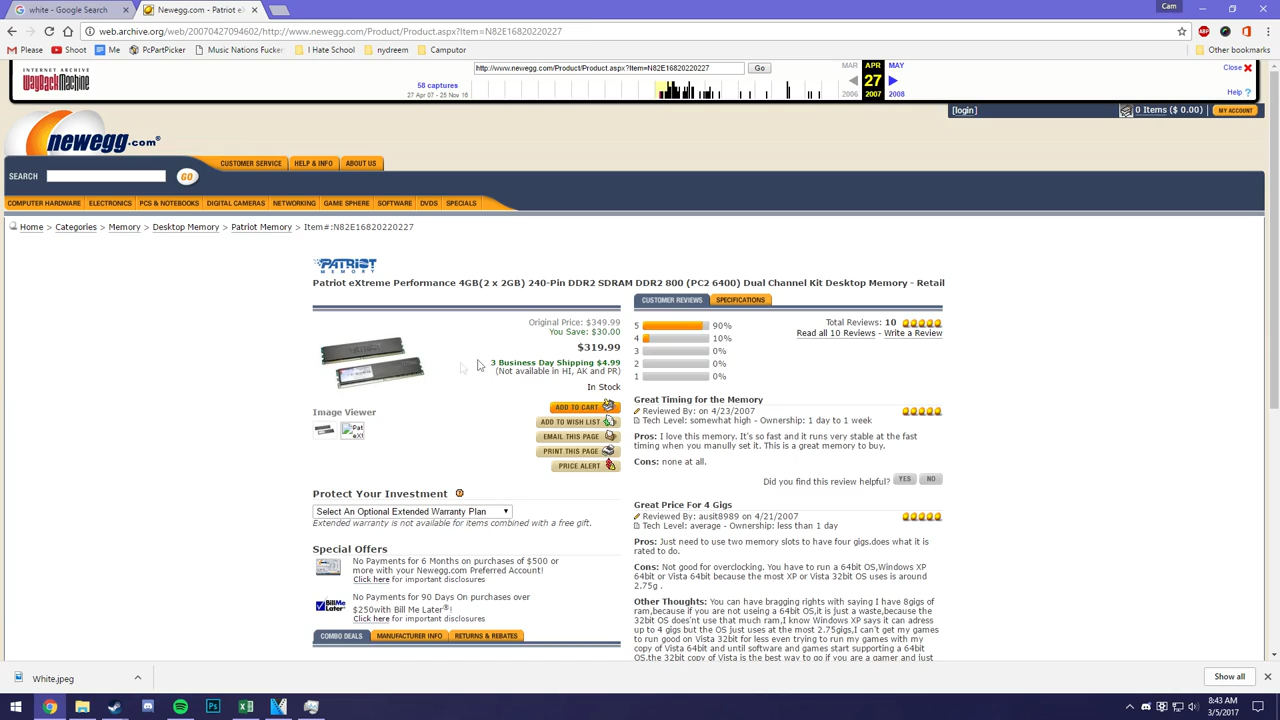 white - Google Search
Newegg.com - Patriot eX
Cam
web.archive.org/web/20070427094602/http://www.newegg.com/Product/Product.aspx?Item=N82E16820220227
Please
Shoot
Me
PcPartPicker
Music Nations Fucker
I Hate School
nydreem
Camputor
Other bookmarks
INTERNET ARCHIVE
WayBackMachine
http://www.newegg.com/Product/Product.aspx?Item=N82E16820220227
Go
MAR
APR
MAY
Close
58 captures
27 Apr 07 - 25 Nov 16
27
2006
2007
2008
Help ?
[login]
0 Items ($ 0.00)
MY ACCOUNT
newegg.com
CUSTOMER SERVICE
HELP & INFO
ABOUT US
SEARCH
GO
COMPUTER HARDWARE
ELECTRONICS
PCS & NOTEBOOKS
DIGITAL CAMERAS
NETWORKING
GAME SPHERE
SOFTWARE
DVDS
SPECIALS
Home > Categories > Memory > Desktop Memory > Patriot Memory > Item#:N82E16820220227
PATRIOT
MEMORY
Patriot eXtreme Performance 4GB(2 x 2GB) 240-Pin DDR2 SDRAM DDR2 800 (PC2 6400) Dual Channel Kit Desktop Memory - Retail
Original Price: $349.99
You Save: $30.00
$319.99
3 Business Day Shipping $4.99
(Not available in HI, AK and PR)
In Stock
ADD TO CART
ADD TO WISH LIST
EMAIL THIS PAGE
PRINT THIS PAGE
PRICE ALERT
Image Viewer
Pat
eXt
Protect Your Investment
Select An Optional Extended Warranty Plan
Extended warranty is not available for items combined with a free gift.
Special Offers
No Payments for 6 Months on purchases of $500 or
more with your Newegg.com Preferred Account!
Click here for important disclosures
Bill Me
Later
No Payments for 90 Days On purchases over
$250with Bill Me Later®!
Click here for important disclosures
COMBO DEALS
MANUFACTURER INFO
RETURNS & REBATES
CUSTOMER REVIEWS
SPECIFICATIONS
5 90%
4 10%
3 0%
2 0%
1 0%
Total Reviews: 10
Read all 10 Reviews - Write a Review
Great Timing for the Memory
Reviewed By: on 4/23/2007
Tech Level: somewhat high - Ownership: 1 day to 1 week
Pros: I love this memory. It's so fast and it runs very stable at the fast
timing when you manully set it. This is a great memory to buy.
Cons: none at all.
Did you find this review helpful?
YES
NO
Great Price For 4 Gigs
Reviewed By: ausit8989 on 4/21/2007
Tech Level: average - Ownership: less than 1 day
Pros: Just need to use two memory slots to have four gigs.does what it is
rated to do.
Cons: Not good for overclocking. You have to run a 64bit OS,Windows XP
64bit or Vista 64bit because the most XP or Vista 32bit OS uses is around
2.75g .
Other Thoughts: You can have bragging rights with saying I have 8gigs of
ram,because if you are not useing a 64bit OS,it is just a waste,because the
32bit OS does'nt use that much ram,I know Windows XP says it can adress
up to 4 gigs but the OS just uses at the most 2.75gigs,I can't get my games
to run good on Vista 32bit for less even trying to run my games with my
copy of Vista 64bit and until software and games start supporting a 64bit
OS,the 32bit copy of Vista is the best way to go if you are a gamer and just
White.jpeg
Show all
8:43 AM
3/5/2017